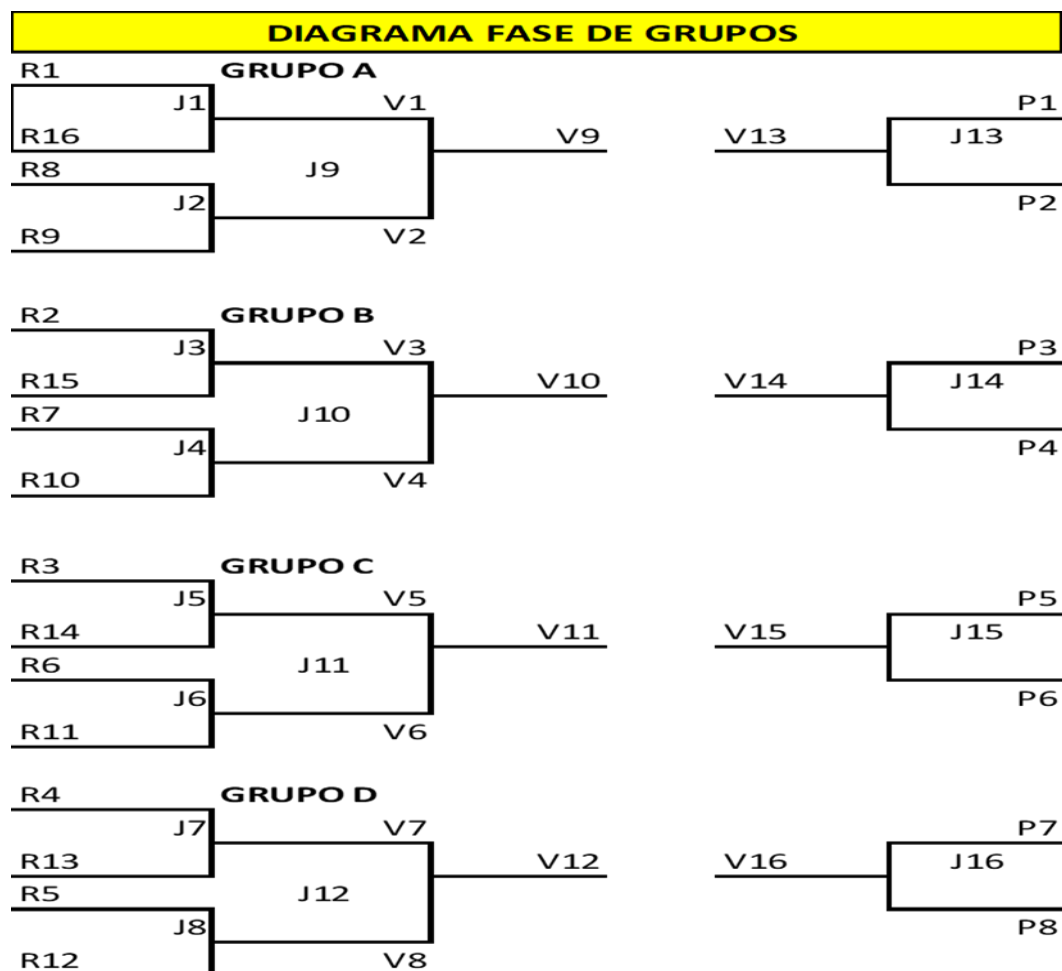 DIAGRAMA FASE DE GRUPOS
R1 GRUPO A
J1 V1 P1
R16 V9 V13 J13
R8 J9
J2 P2
R9 V2
R2 GRUPO B
J3 V3 P3
R15 V10 V14 J14
R7 J10
J4 P4
R10 V4
R3 GRUPO C
J5 V5 P5
R14 V11 V15 J15
R6 J11
J6 P6
R11 V6
R4 GRUPO D
J7 V7 P7
R13 V12 V16 J16
R5 J12
J8 P8
R12 V8